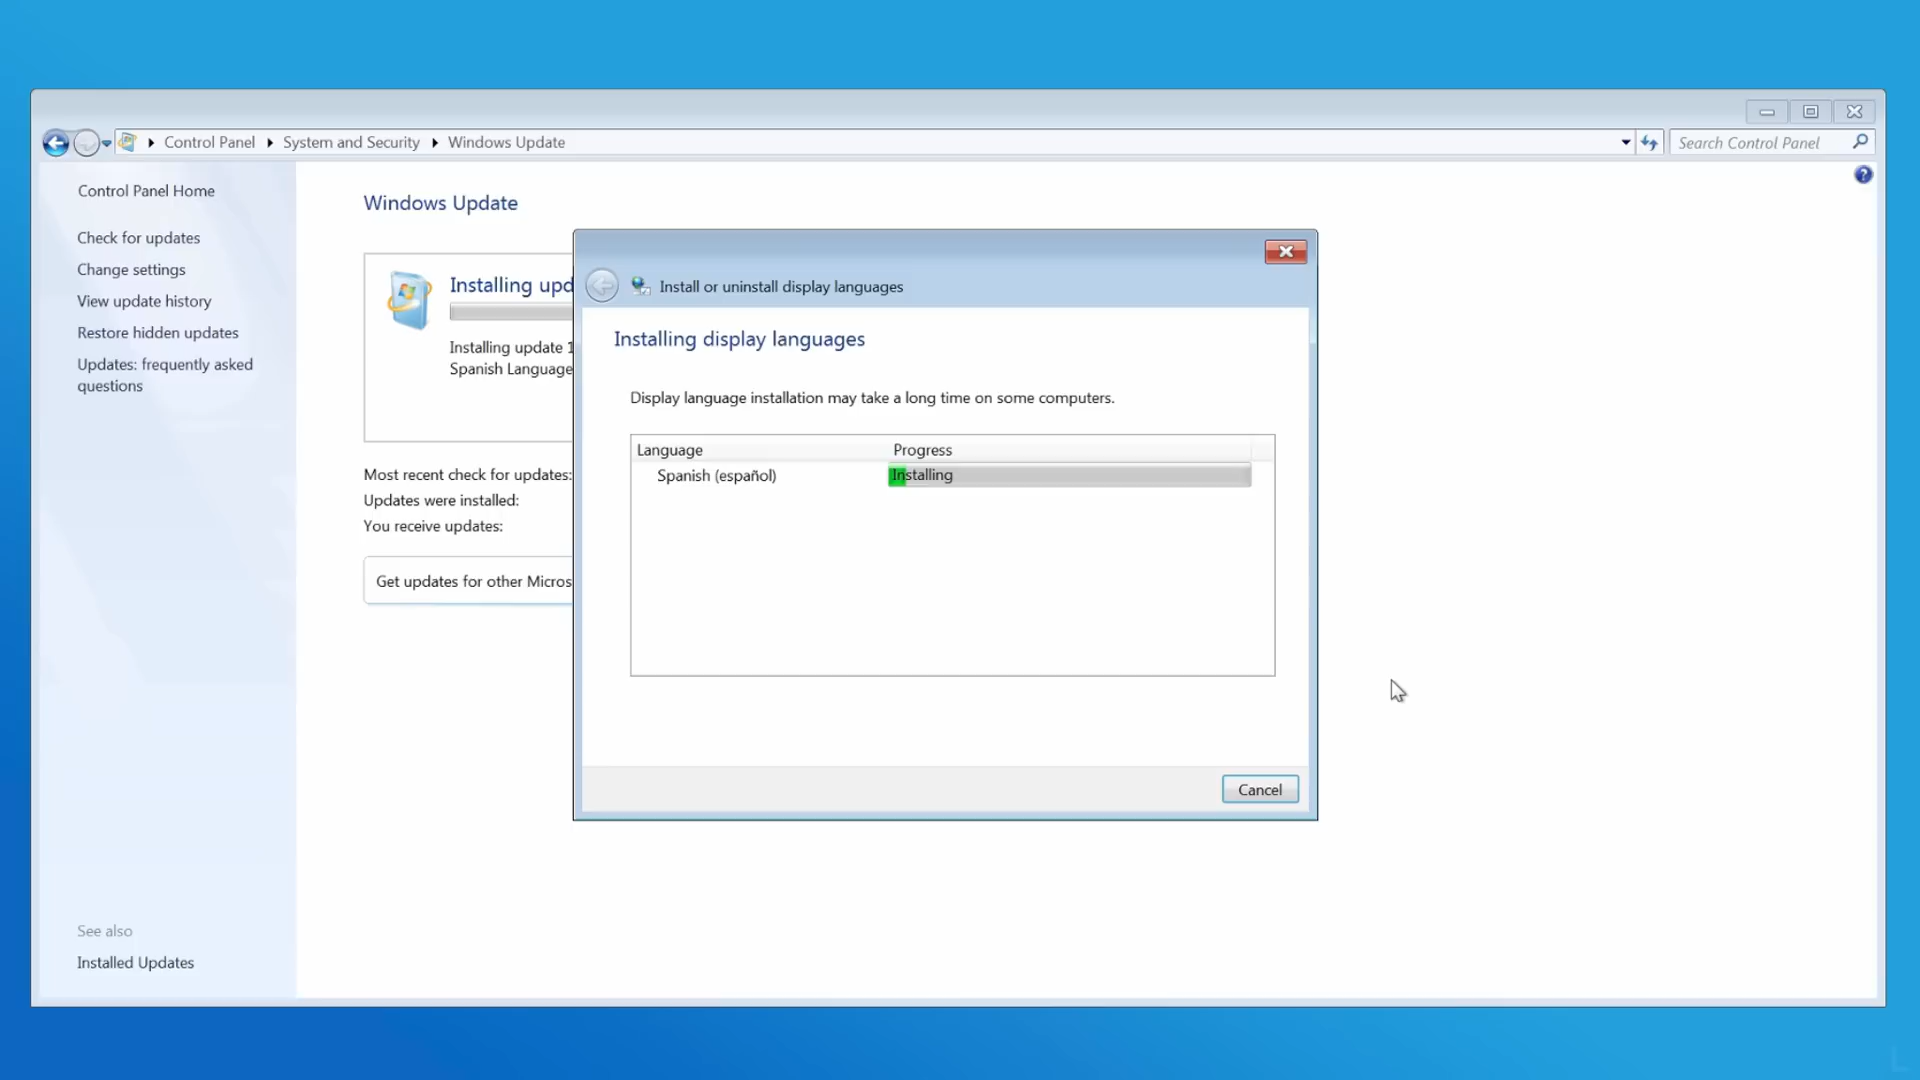 Control Panel
System and Security
Windows Update
Search Control Panel
Control Panel Home
Check for updates
Change settings
View update history
Restore hidden updates
Updates: frequently asked
questions
See also
Installed Updates
Windows Update
Installing upd
Installing update 1
Spanish Language
Most recent check for updates:
Updates were installed:
You receive updates:
Get updates for other Micros
Install or uninstall display languages
Installing display languages
Display language installation may take a long time on some computers.
Language Progress
Spanish (español) Installing
Cancel